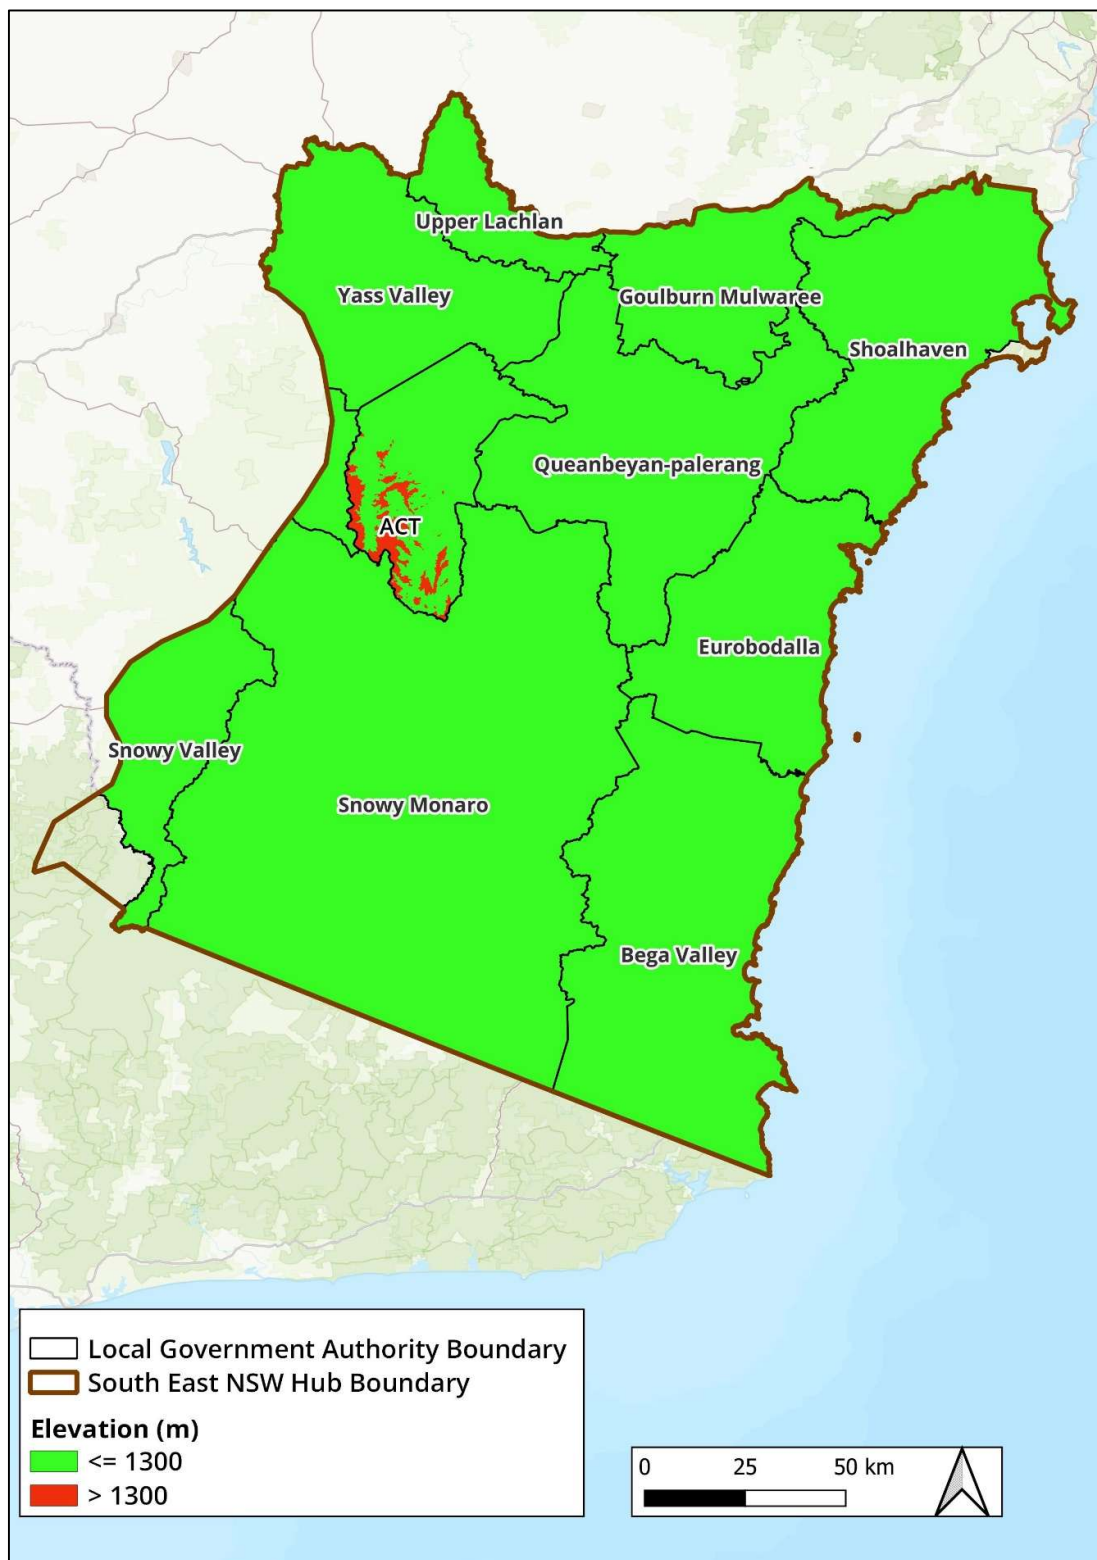 Upper Lachlan
Yass Valley
Goulburn Mulwaree
Shoalhaven
Queanbeyan-palerang
ACT
Eurobodalla
Snowy Valley
Snowy Monaro
Bega Valley
Local Government Authority Boundary
South East NSW Hub Boundary
Elevation (m)
<= 1300
> 1300
0 25 50 km